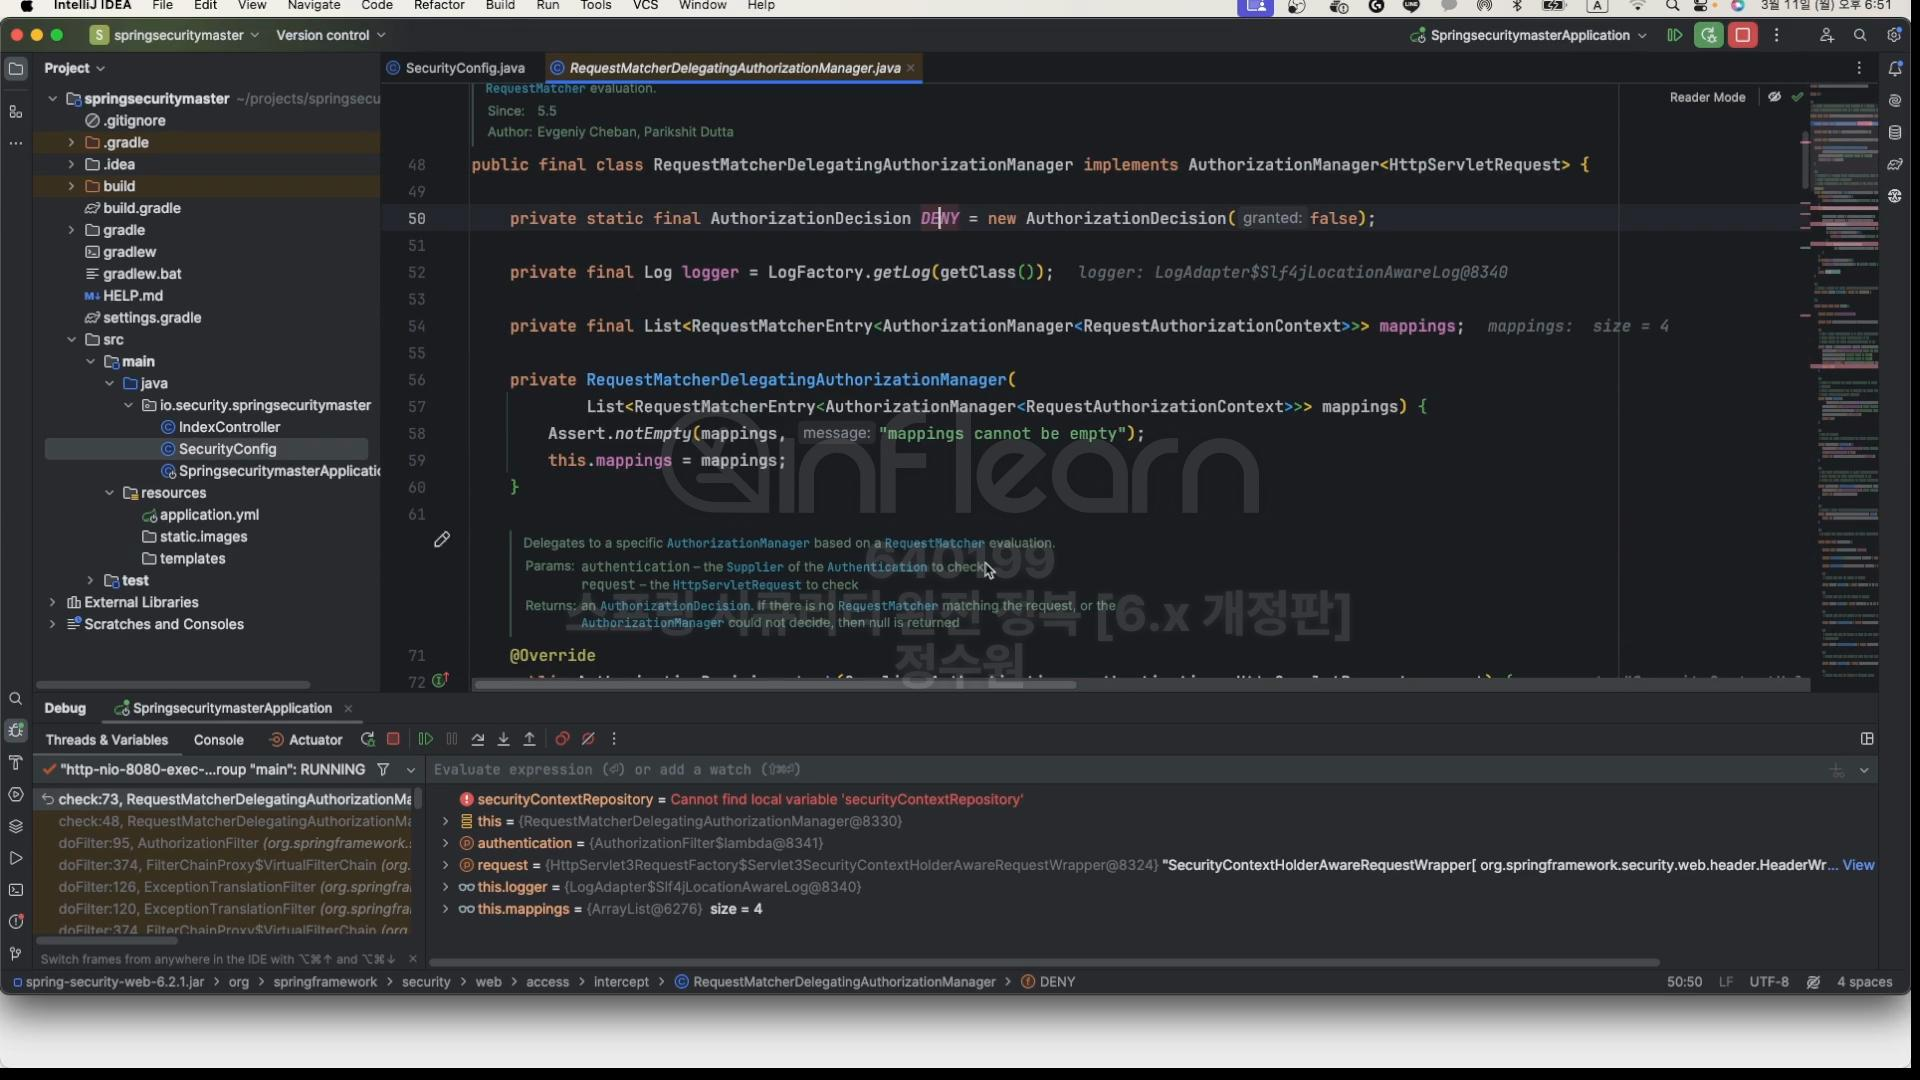 IntelliJ IDEA File Edit View Navigate Code Refactor Build Run Tools VCS Window Help
A 3월 11일 (월) 오후 6:51
S springsecuritymaster Version control SpringsecuritymasterApplication
Project
SecurityConfig.java RequestMatcherDelegatingAuthorizationManager.java
springsecuritymaster ~/projects/springsecu
.gitignore
.gradle
.idea
build
build.gradle
gradle
gradlew
gradlew.bat
HELP.md
settings.gradle
src
main
java
io.security.springsecuritymaster
IndexController
SecurityConfig
Springsecuritymaster
resources
application.yml
static.images
templates
test
External Libraries
Scratches and Consoles
Reader Mode
RequestMatcher evaluation.
Since: 5.5
Author: Evgeniy Cheban, Parikshit Dutta
48 public final class RequestMatcherDelegatingAuthorizationManager implements AuthorizationManager<HttpServletRequest> {
49
50 private static final AuthorizationDecision DENY = new AuthorizationDecision( granted: false);
51
52 private final Log logger = LogFactory.getLog(getClass()); logger: LogAdapter$Slf4jLocationAwareLog@8340
53
54 private final List<RequestMatcherEntry<AuthorizationManager<RequestAuthorizationContext>>> mappings; mappings: size = 4
55
56 private RequestMatcherDelegatingAuthorizationManager(
57 List<RequestMatcherEntry<AuthorizationManager<RequestAuthorizationContext>>> mappings) {
58 Assert.notEmpty(mappings, message: "mappings cannot be empty");
59 this.mappings = mappings;
60 }
61
Delegates to a specific AuthorizationManager based on a RequestMatcher evaluation.
Params: authentication – the Supplier of the Authentication to check
request – the HttpServletRequest to check
Returns: an AuthorizationDecision. If there is no RequestMatcher matching the request, or the
AuthorizationManager could not decide, then null is returned
71 @Override
72
inflearn
640199
스프링 시큐리티 완전 정복 [6.x 개정판]
정수원
Debug SpringsecuritymasterApplication
Threads & Variables Console Actuator
"http-nio-8080-exec-...roup "main": RUNNING
Evaluate expression (⏎) or add a watch (⇧⌘⏎)
check:73, RequestMatcherDelegatingAuthorizationMa
check:48, RequestMatcherDelegatingAuthorizationMa
doFilter:95, AuthorizationFilter (org.springframework.
doFilter:374, FilterChainProxy$VirtualFilterChain (org.
doFilter:126, ExceptionTranslationFilter (org.springfra
doFilter:120, ExceptionTranslationFilter (org.springfra
doFilter:374, FilterChainProxy$VirtualFilterChain (org
securityContextRepository = Cannot find local variable 'securityContextRepository'
this = {RequestMatcherDelegatingAuthorizationManager@8330}
authentication = {AuthorizationFilter$lambda@8341}
request = {HttpServlet3RequestFactory$Servlet3SecurityContextHolderAwareRequestWrapper@8324} "SecurityContextHolderAwareRequestWrapper[ org.springframework.security.web.header.HeaderWr... View
this.logger = {LogAdapter$Slf4jLocationAwareLog@8340}
this.mappings = {ArrayList@6276} size = 4
Switch frames from anywhere in the IDE with ⌥⌘↑ and ⌥⌘↓
spring-security-web-6.2.1.jar > org > springframework > security > web > access > intercept > RequestMatcherDelegatingAuthorizationManager > DENY
50:50 LF UTF-8 4 spaces